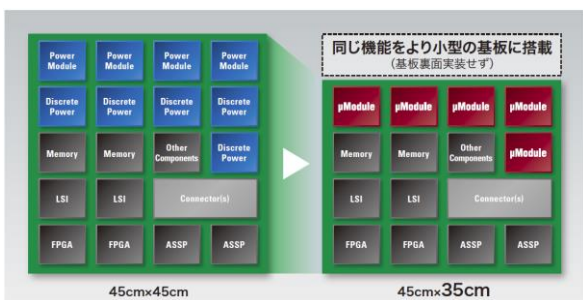 Power Module
Power Module
Power Module
Power Module
Discrete Power
Discrete Power
Discrete Power
Discrete Power
Memory
Memory
Other Components
Discrete Power
LSI
LSI
Connector(s)
FPGA
FPGA
ASSP
ASSP
45cm×45cm
同じ機能をより小型の基板に搭載
(基板裏面実装せず)
µModule
µModule
µModule
µModule
Memory
Memory
Other Components
µModule
LSI
LSI
Connector(s)
FPGA
FPGA
ASSP
ASSP
45cm×35cm